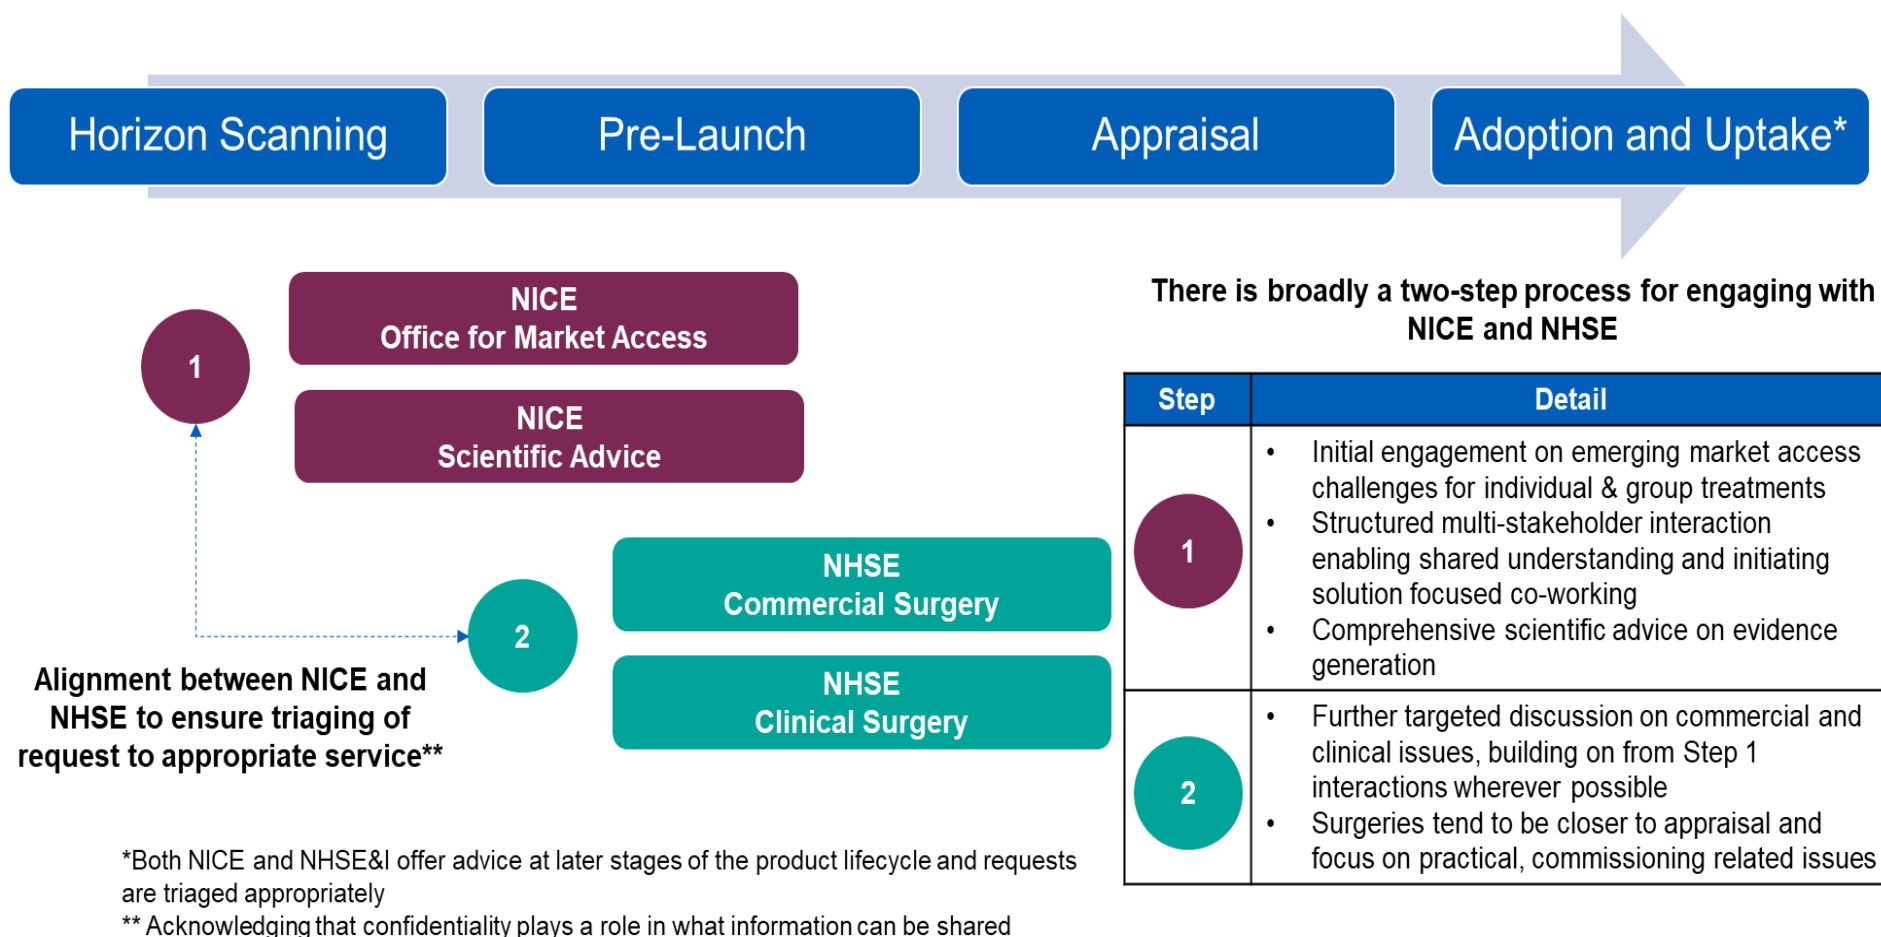 Horizon Scanning
Pre-Launch
Appraisal
Adoption and Uptake*
1
NICE
Office for Market Access
NICE
Scientific Advice
2
NHSE
Commercial Surgery
NHSE
Clinical Surgery
Alignment between NICE and
NHSE to ensure triaging of
request to appropriate service**
There is broadly a two-step process for engaging with
NICE and NHSE
Step
Detail
1
• Initial engagement on emerging market access
challenges for individual & group treatments
• Structured multi-stakeholder interaction
enabling shared understanding and initiating
solution focused co-working
• Comprehensive scientific advice on evidence
generation
2
• Further targeted discussion on commercial and
clinical issues, building on from Step 1
interactions wherever possible
• Surgeries tend to be closer to appraisal and
focus on practical, commissioning related issues
*Both NICE and NHSE&I offer advice at later stages of the product lifecycle and requests
are triaged appropriately
** Acknowledging that confidentiality plays a role in what information can be shared